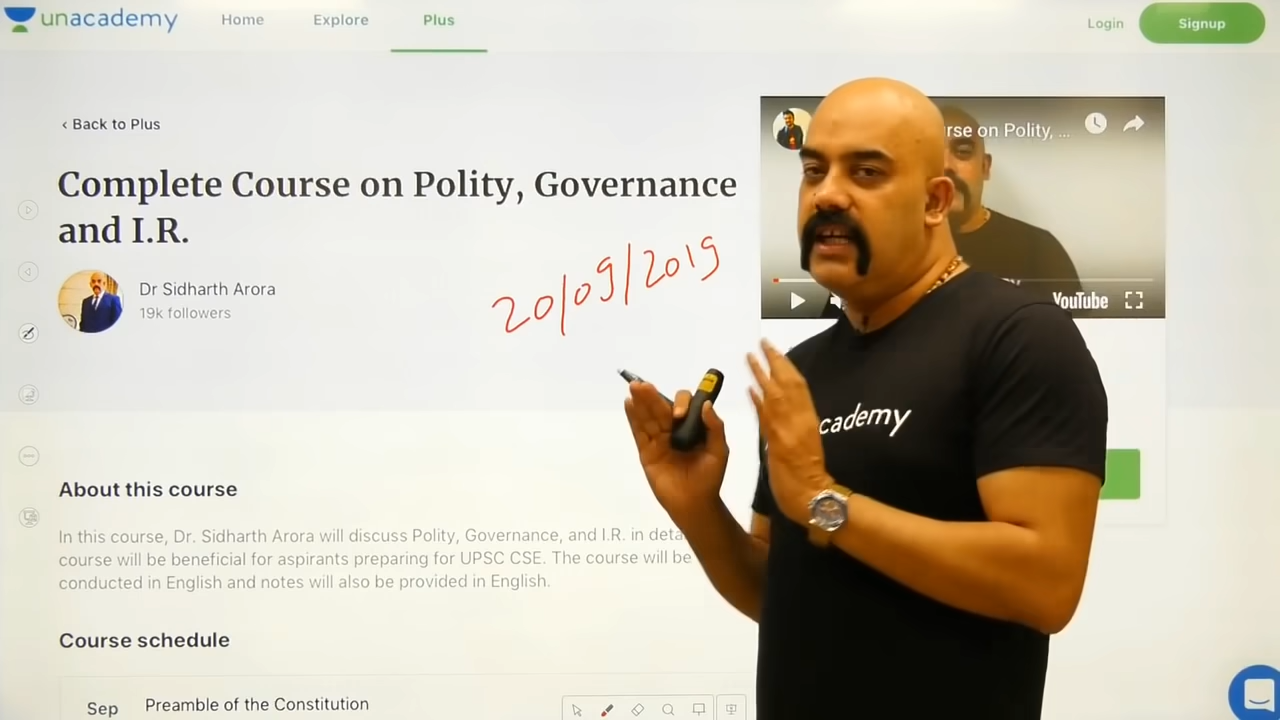 unacademy
Home
Explore
Plus
Login
Signup
‹ Back to Plus
rse on Polity, ...
Complete Course on Polity, Governance
and I.R.
20/09/2019
Dr Sidharth Arora
19k followers
YouTube
cademy
About this course
In this course, Dr. Sidharth Arora will discuss Polity, Governance, and I.R. in deta
course will be beneficial for aspirants preparing for UPSC CSE. The course will be
conducted in English and notes will also be provided in English.
Course schedule
Sep
Preamble of the Constitution